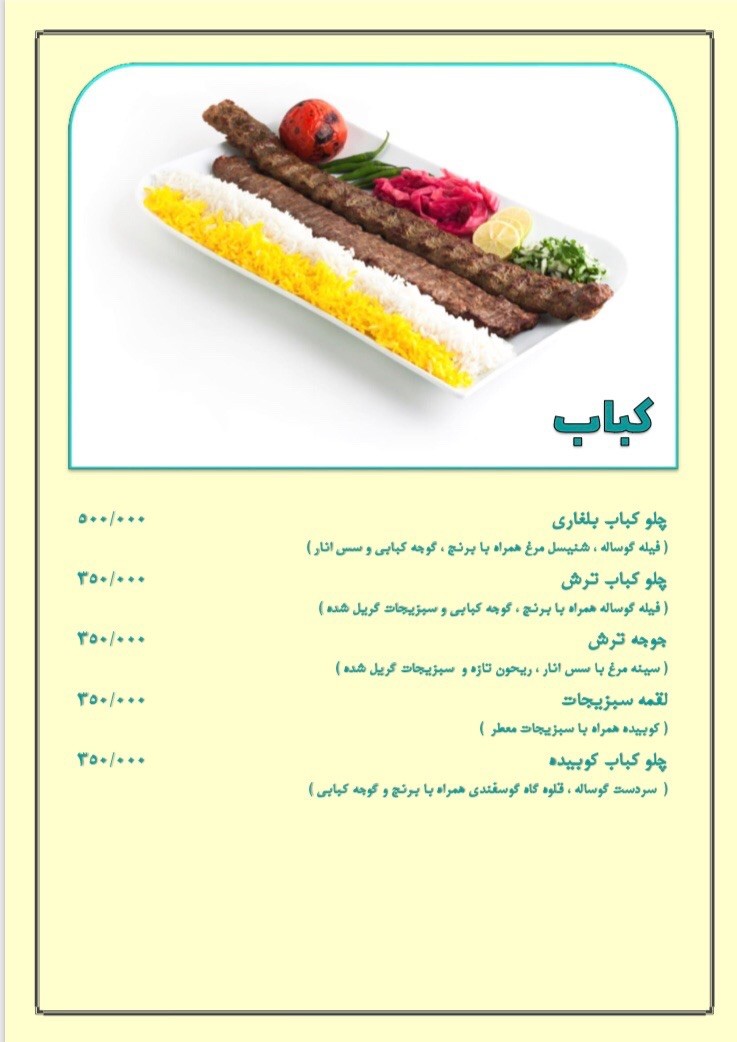 کباب
چلو کباب بلغاری ۵۰۰/۰۰۰
( فیله گوساله ، شنیسل مرغ همراه با برنج ، گوجه کبابی و سس انار )
چلو کباب ترش ۳۵۰/۰۰۰
( فیله گوساله همراه با برنج ، گوجه کبابی و سبزیجات گریل شده )
جوجه ترش ۳۵۰/۰۰۰
( سینه مرغ با سس انار ، ریحون تازه و سبزیجات گریل شده )
لقمه سبزیجات ۳۵۰/۰۰۰
( کوبیده همراه با سبزیجات معطر )
چلو کباب کوبیده ۳۵۰/۰۰۰
( سردست گوساله ، قلوه گاه گوسفندی همراه با برنج و گوجه کبابی )